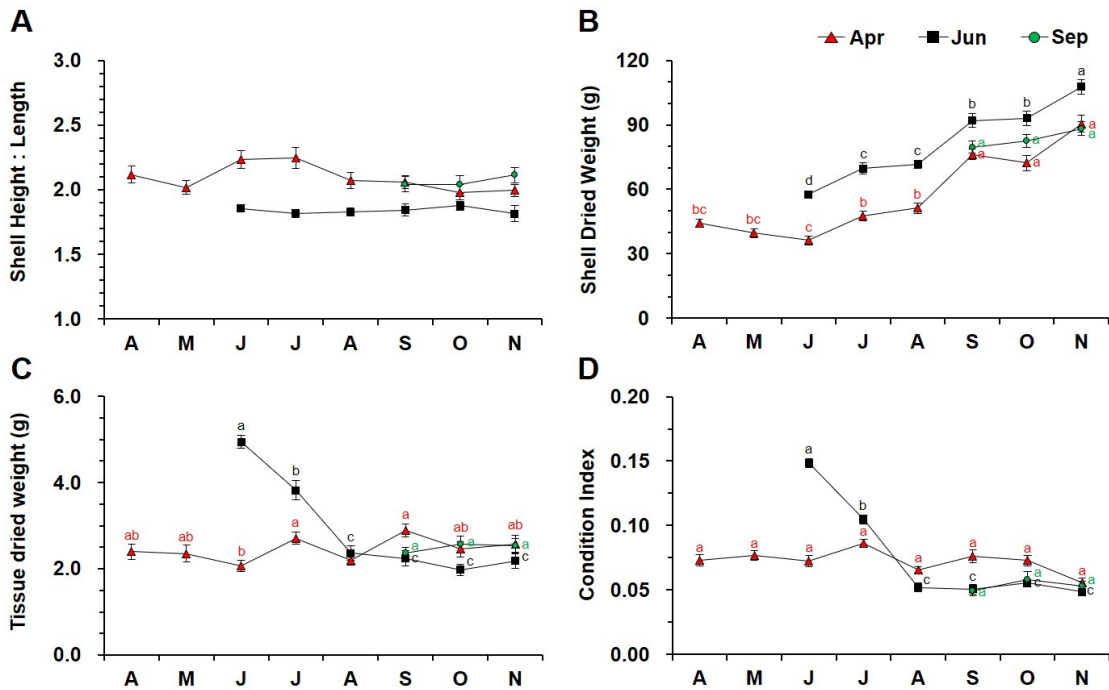 A
B
Apr Jun Sep
Shell Height : Length
3.0
2.5
2.0
1.5
1.0
A M J J A S O N
Shell Dried Weight (g)
120
90
60
30
0
bc bc c b b a a a
d c c b b a
a a a
A M J J A S O N
C
Tissue dried weight (g)
6.0
4.0
2.0
0.0
ab ab b a ab ab ab
a b c c c c
a a a
A M J J A S O N
D
Condition Index
0.20
0.15
0.10
0.05
0.00
a a a a a a a a
a b c c c c
a a a
A M J J A S O N